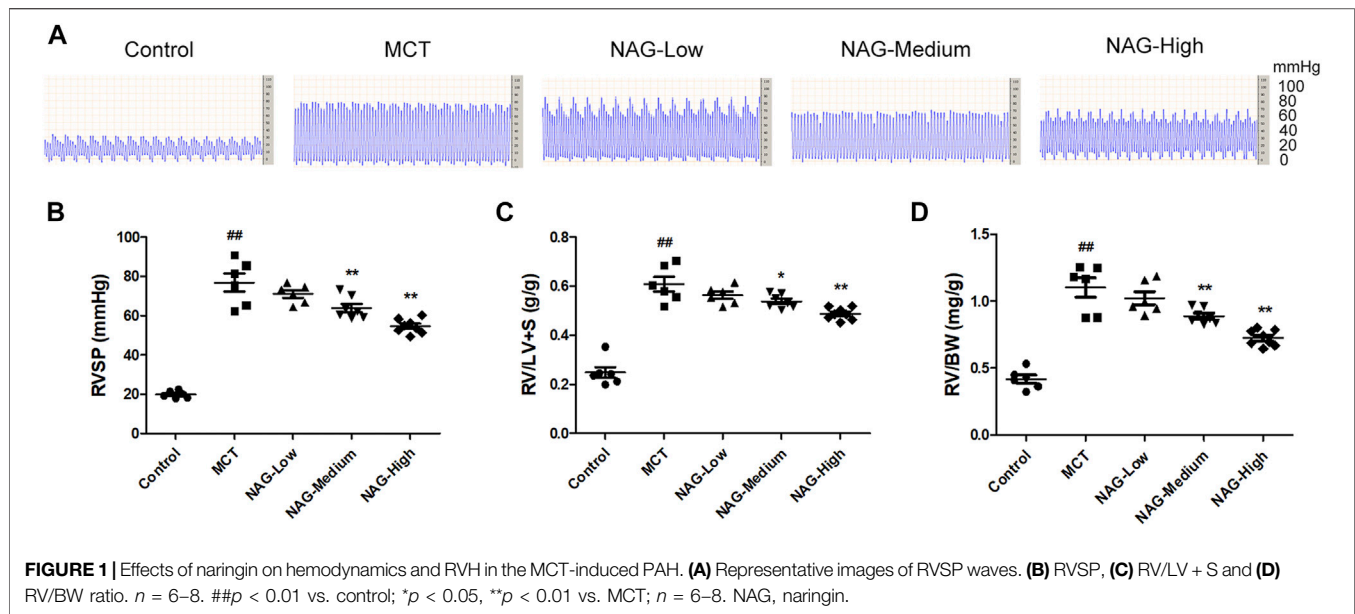 A
Control
MCT
NAG-Low
NAG-Medium
NAG-High
mmHg
100
80
60
40
20
0
B
RVSP (mmHg)
100
80
60
40
20
0
##
**
**
Control
MCT
NAG-Low
NAG-Medium
NAG-High
C
RV/LV+S (g/g)
0.8
0.6
0.4
0.2
0.0
##
*
**
Control
MCT
NAG-Low
NAG-Medium
NAG-High
D
RV/BW (mg/g)
1.5
1.0
0.5
0.0
##
**
**
Control
MCT
NAG-Low
NAG-Medium
NAG-High
FIGURE 1 | Effects of naringin on hemodynamics and RVH in the MCT-induced PAH. (A) Representative images of RVSP waves. (B) RVSP, (C) RV/LV + S and (D)
RV/BW ratio. n = 6–8. ##p < 0.01 vs. control; *p < 0.05, **p < 0.01 vs. MCT; n = 6–8. NAG, naringin.